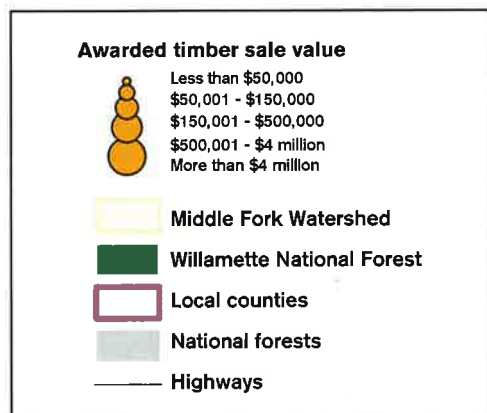 Awarded timber sale value
Less than $50,000
$50,001 - $150,000
$150,001 - $500,000
$500,001 - $4 million
More than $4 million
Middle Fork Watershed
Willamette National Forest
Local counties
National forests
Highways